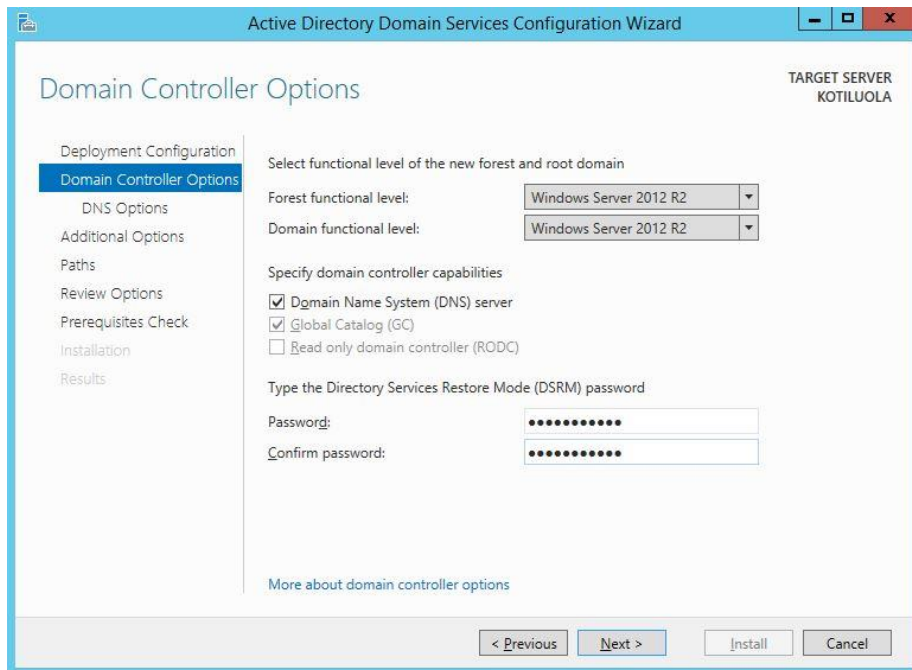 Active Directory Domain Services Configuration Wizard
Domain Controller Options
TARGET SERVER
KOTILUOLA
Deployment Configuration
Domain Controller Options
DNS Options
Additional Options
Paths
Review Options
Prerequisites Check
Installation
Results
Select functional level of the new forest and root domain
Forest functional level: Windows Server 2012 R2
Domain functional level: Windows Server 2012 R2
Specify domain controller capabilities
Domain Name System (DNS) server
Global Catalog (GC)
Read only domain controller (RODC)
Type the Directory Services Restore Mode (DSRM) password
Password: •••••••••••
Confirm password: •••••••••••
More about domain controller options
< Previous Next > Install Cancel